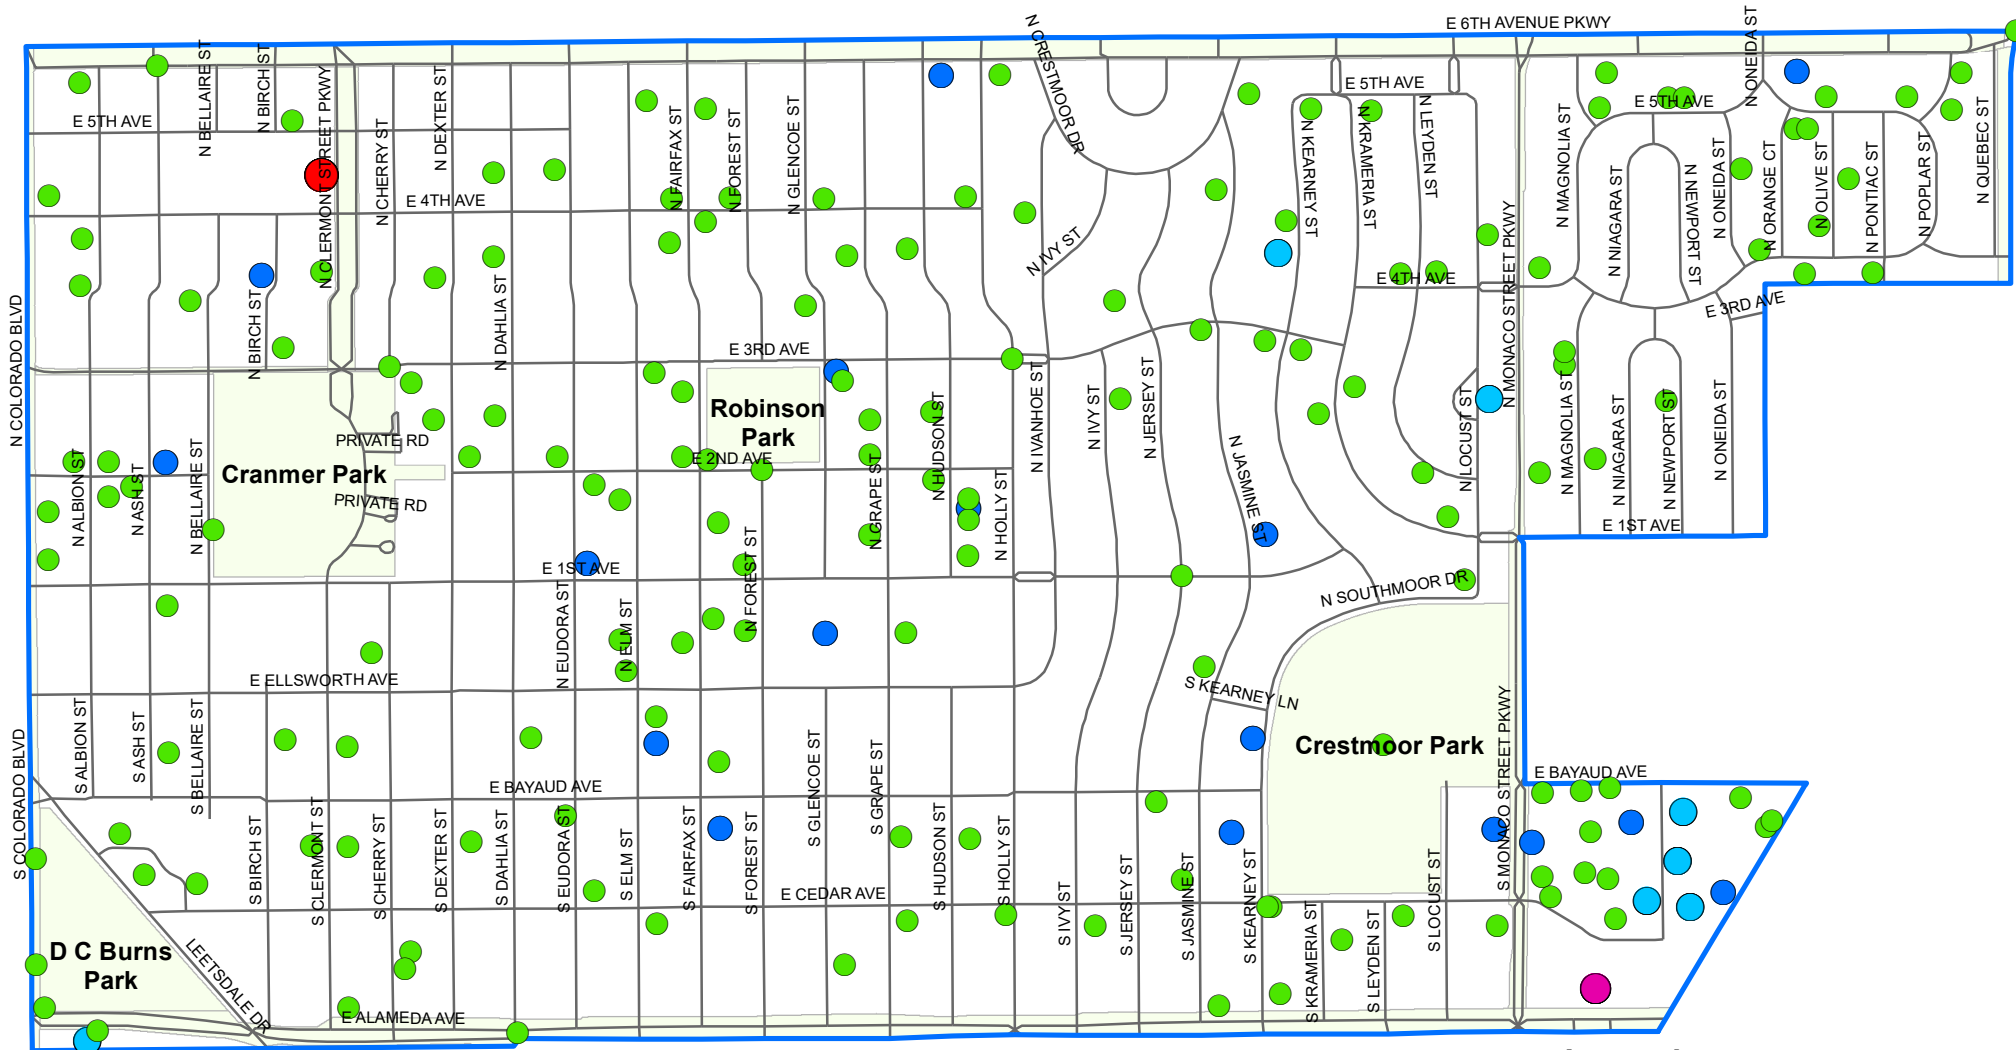 E 6TH AVENUE PKWY
N CRESTMOOR DR
N ONEIDA ST
N BELLAIRE ST
N BIRCH ST
N CLERMONT STREET PKWY
N DEXTER ST
E 5TH AVE
E 5TH AVE
E 5TH AVE
N CHERRY ST
N FAIRFAX ST
N FOREST ST
N GLENCOE ST
N KEARNEY ST
N KRAMERIA ST
N LEYDEN ST
N MAGNOLIA ST
N NIAGARA ST
N NEWPORT ST
N ONEIDA ST
N ORANGE CT
N OLIVE ST
N PONTIAC ST
N POPLAR ST
N QUEBEC ST
E 4TH AVE
N IVY ST
E 4TH AVE
N MONACO STREET PKWY
E 3RD AVE
N COLORADO BLVD
N BIRCH ST
N DAHLIA ST
E 3RD AVE
Robinson
Park
N IVANHOE ST
N IVY ST
N JERSEY ST
N JASMINE ST
N LOCUST ST
N MAGNOLIA ST
N NIAGARA ST
N NEWPORT ST
N ONEIDA ST
PRIVATE RD
Cranmer Park
PRIVATE RD
E 2ND AVE
N ALBION ST
N ASH ST
N BELLAIRE ST
N GRAPE ST
N HUDSON ST
N HOLLY ST
E 1ST AVE
E 1ST AVE
N EUDORA ST
N ELM ST
N FOREST ST
N SOUTHMOOR DR
E ELLSWORTH AVE
S KEARNEY LN
S COLORADO BLVD
S ALBION ST
S ASH ST
S BELLAIRE ST
Crestmoor Park
S MONACO STREET PKWY
E BAYAUD AVE
E BAYAUD AVE
S BIRCH ST
S CLERMONT ST
S CHERRY ST
S DEXTER ST
S DAHLIA ST
S EUDORA ST
S ELM ST
S FAIRFAX ST
S FOREST ST
S GLENCOE ST
S GRAPE ST
S HUDSON ST
S HOLLY ST
E CEDAR AVE
S IVY ST
S JERSEY ST
S JASMINE ST
S KEARNEY ST
S KRAMERIA ST
S LEYDEN ST
S LOCUST ST
D C Burns
Park
LEETSDALE DR
E ALAMEDA AVE